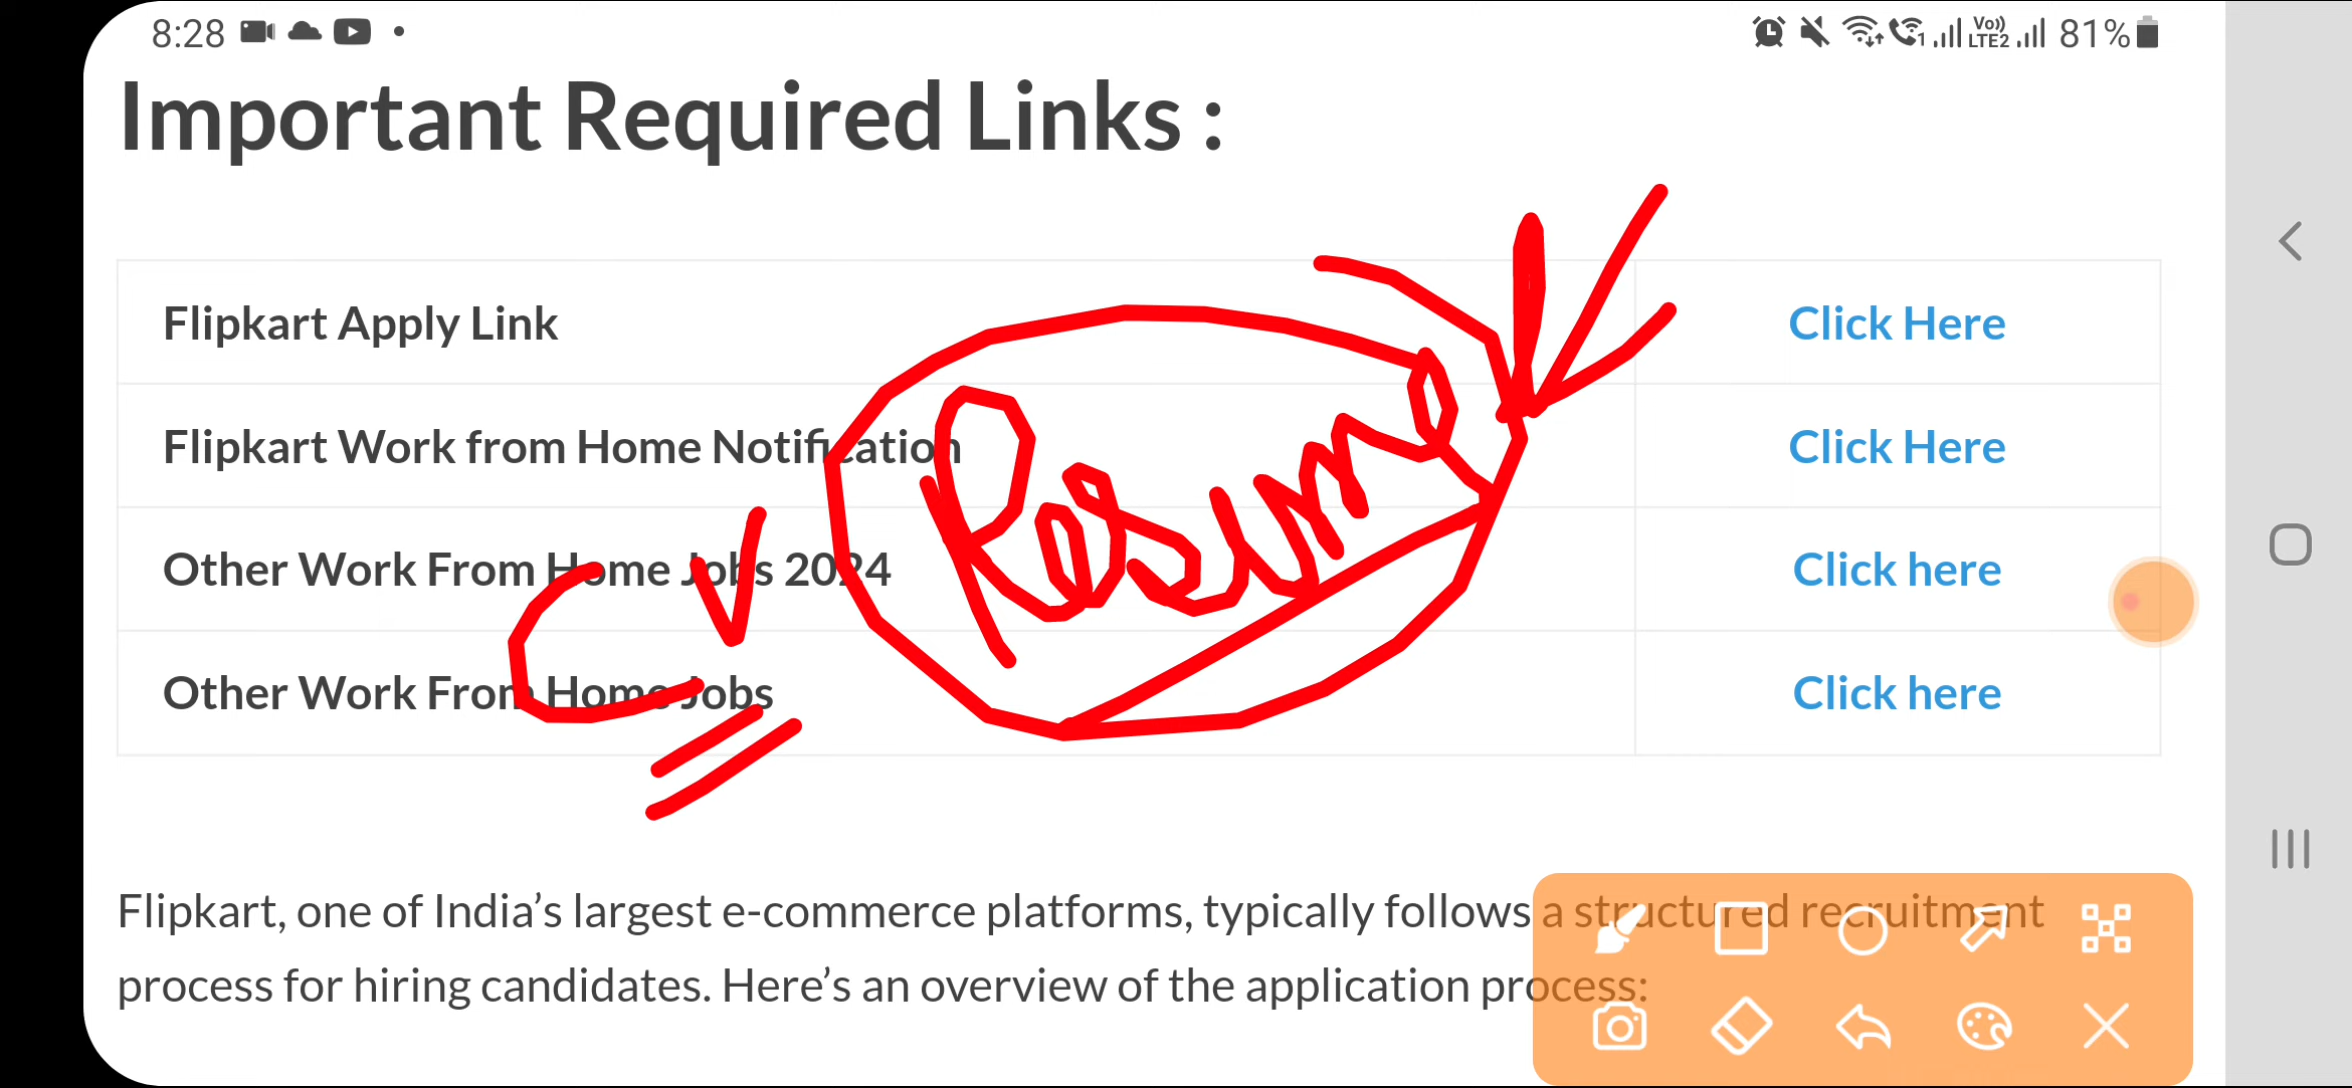 8:28 Vo)) LTE2 1 81%
Important Required Links :
Flipkart Apply Link Click Here
Flipkart Work from Home Notification Click Here
Resume
Other Work From Home Jobs 2024 Click here
CV
Other Work From Home Jobs Click here
Flipkart, one of India’s largest e-commerce platforms, typically follows a structured recruitment
process for hiring candidates. Here’s an overview of the application process: